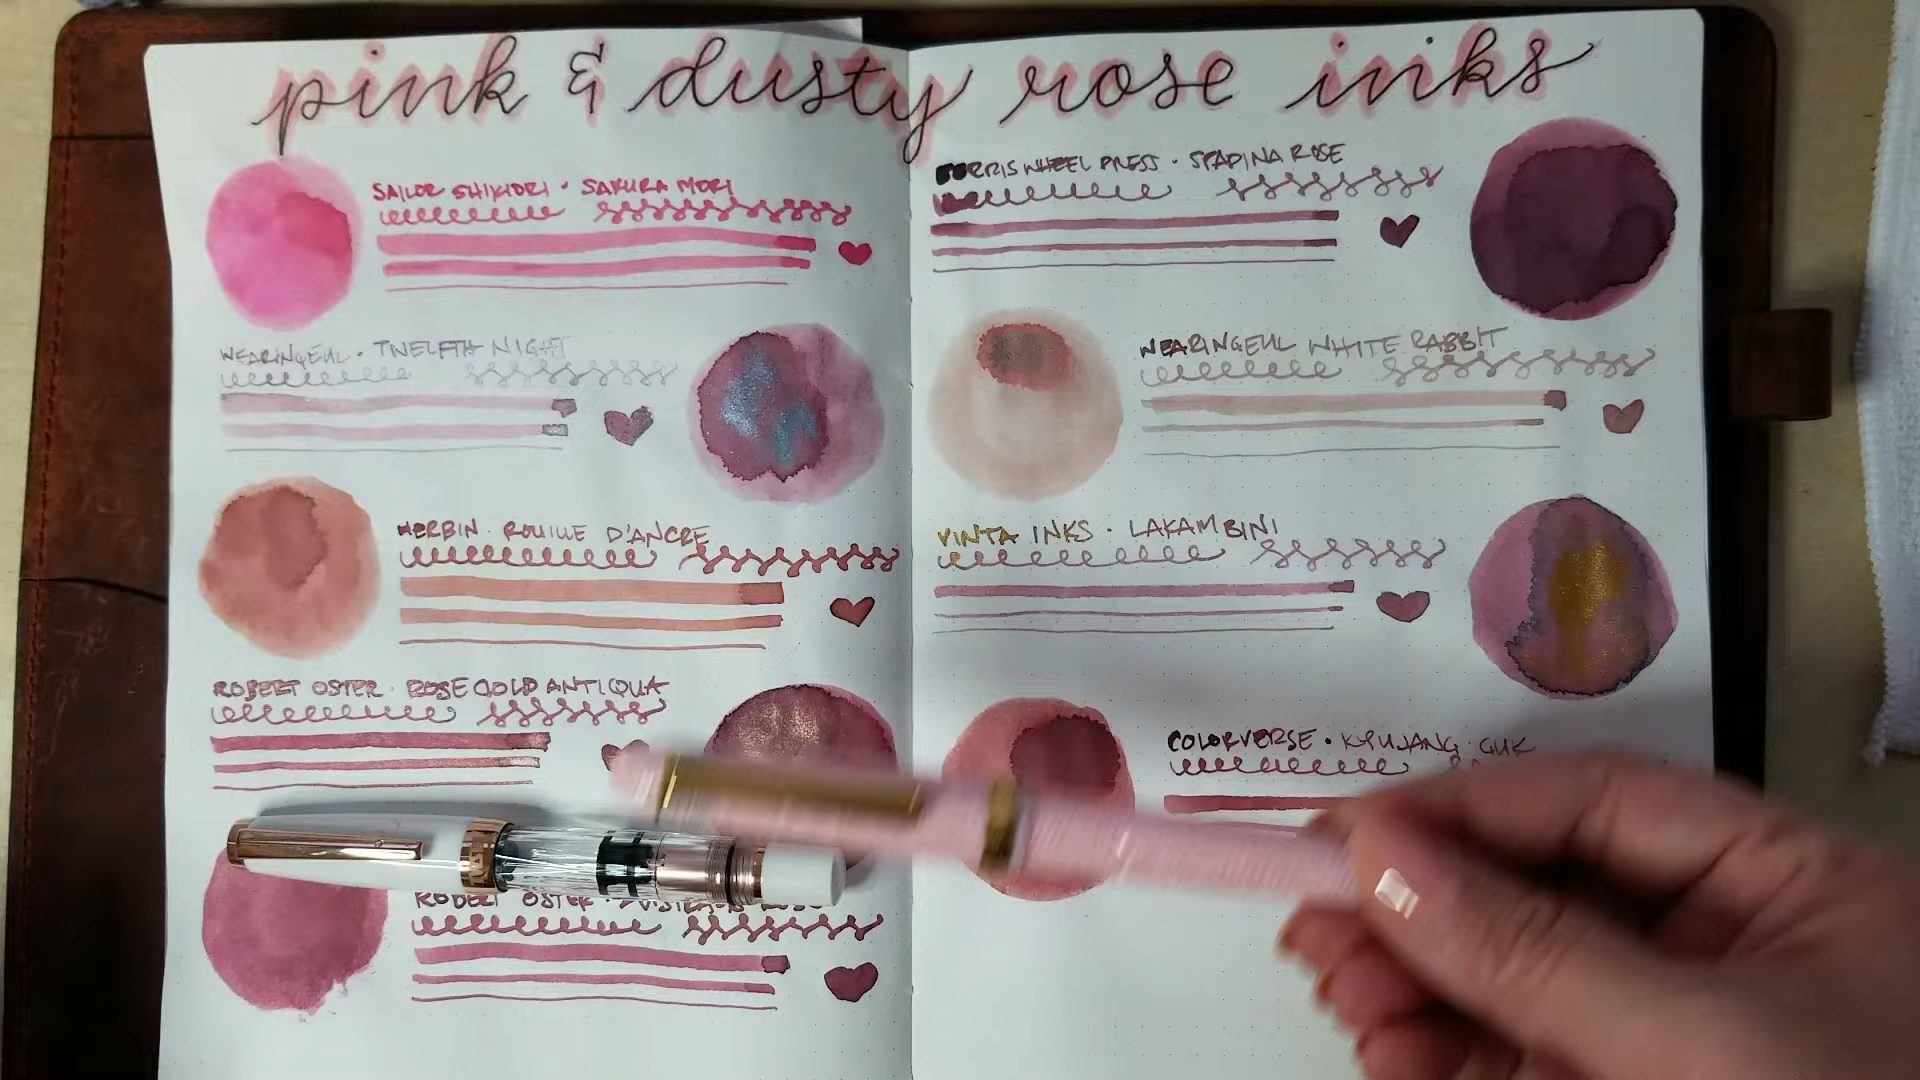 pink & dusty rose inks
SAILOR SHIKIORI · SAKURA MORI
WEARINGEUL · TWELFTH NIGHT
HERBIN · ROUILLE D'ANCRE
ROBERT OSTER · ROSE GOLD ANTIQUA
ROBERT OSTER ·
FERRIS WHEEL PRESS · SPADINA ROSE
WEARINGEUL WHITE RABBIT
VINTA INKS · LAKAMBINI
COLORVERSE · GUK